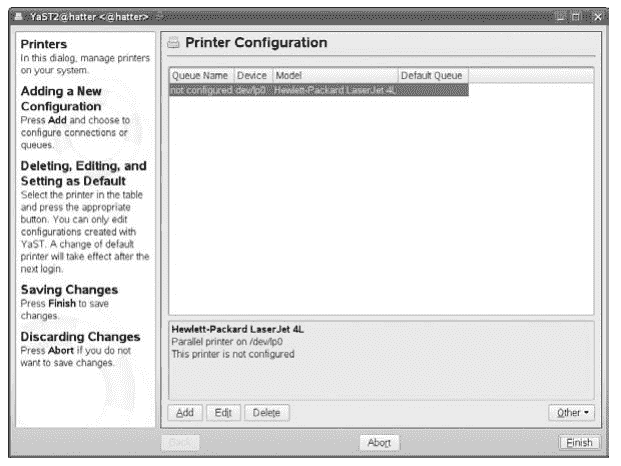 YaST2@hatter <@hatter>
Printers
In this dialog, manage printers
on your system.
Adding a New
Configuration
Press Add and choose to
configure connections or
queues.
Deleting, Editing, and
Setting as Default
Select the printer in the table
and press the appropriate
button. You can only edit
configurations created with
YaST. A change of default
printer will take effect after the
next login.
Saving Changes
Press Finish to save
changes.
Discarding Changes
Press Abort if you do not
want to save changes.
Printer Configuration
Queue Name Device Model Default Queue
not configured dev/lp0 Hewlett-Packard LaserJet 4L
Hewlett-Packard LaserJet 4L
Parallel printer on /dev/lp0
This printer is not configured
Add Edit Delete Other
Back Abort Finish